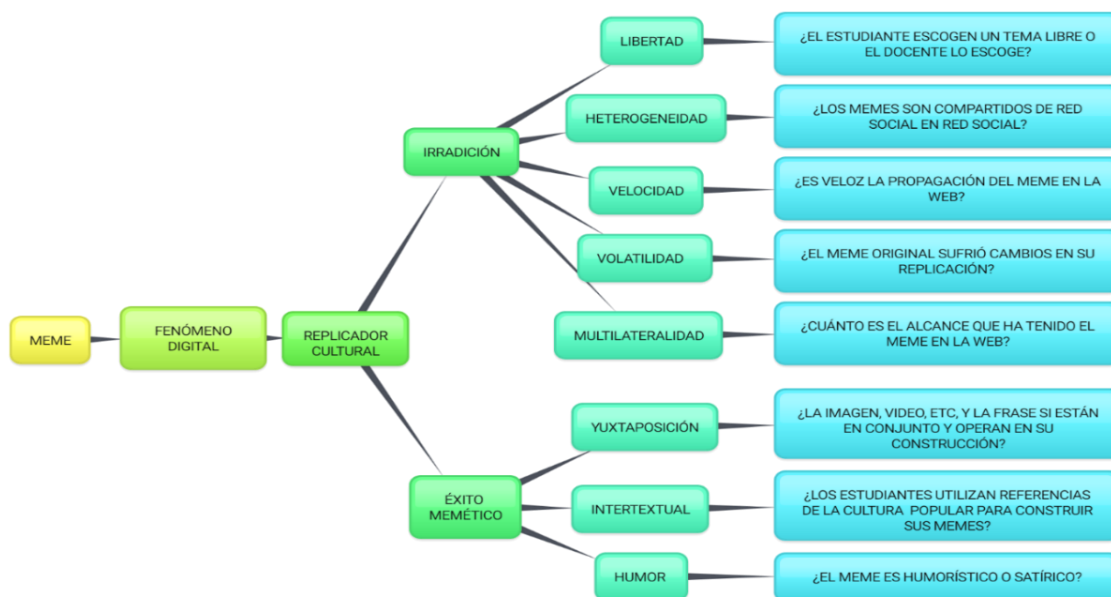 MEME
FENÓMENO
DIGITAL
REPLICADOR
CULTURAL
IRRADICIÓN
LIBERTAD
¿EL ESTUDIANTE ESCOGEN UN TEMA LIBRE O
EL DOCENTE LO ESCOGE?
HETEROGENEIDAD
¿LOS MEMES SON COMPARTIDOS DE RED
SOCIAL EN RED SOCIAL?
VELOCIDAD
¿ES VELOZ LA PROPAGACIÓN DEL MEME EN LA
WEB?
VOLATILIDAD
¿EL MEME ORIGINAL SUFRIÓ CAMBIOS EN SU
REPLICACIÓN?
MULTILATERALIDAD
¿CUÁNTO ES EL ALCANCE QUE HA TENIDO EL
MEME EN LA WEB?
ÉXITO
MEMÉTICO
YUXTAPOSICIÓN
¿LA IMAGEN, VIDEO, ETC, Y LA FRASE SI ESTÁN
EN CONJUNTO Y OPERAN EN SU
CONSTRUCCIÓN?
INTERTEXTUAL
¿LOS ESTUDIANTES UTILIZAN REFERENCIAS
DE LA CULTURA POPULAR PARA CONSTRUIR
SUS MEMES?
HUMOR
¿EL MEME ES HUMORÍSTICO O SATÍRICO?